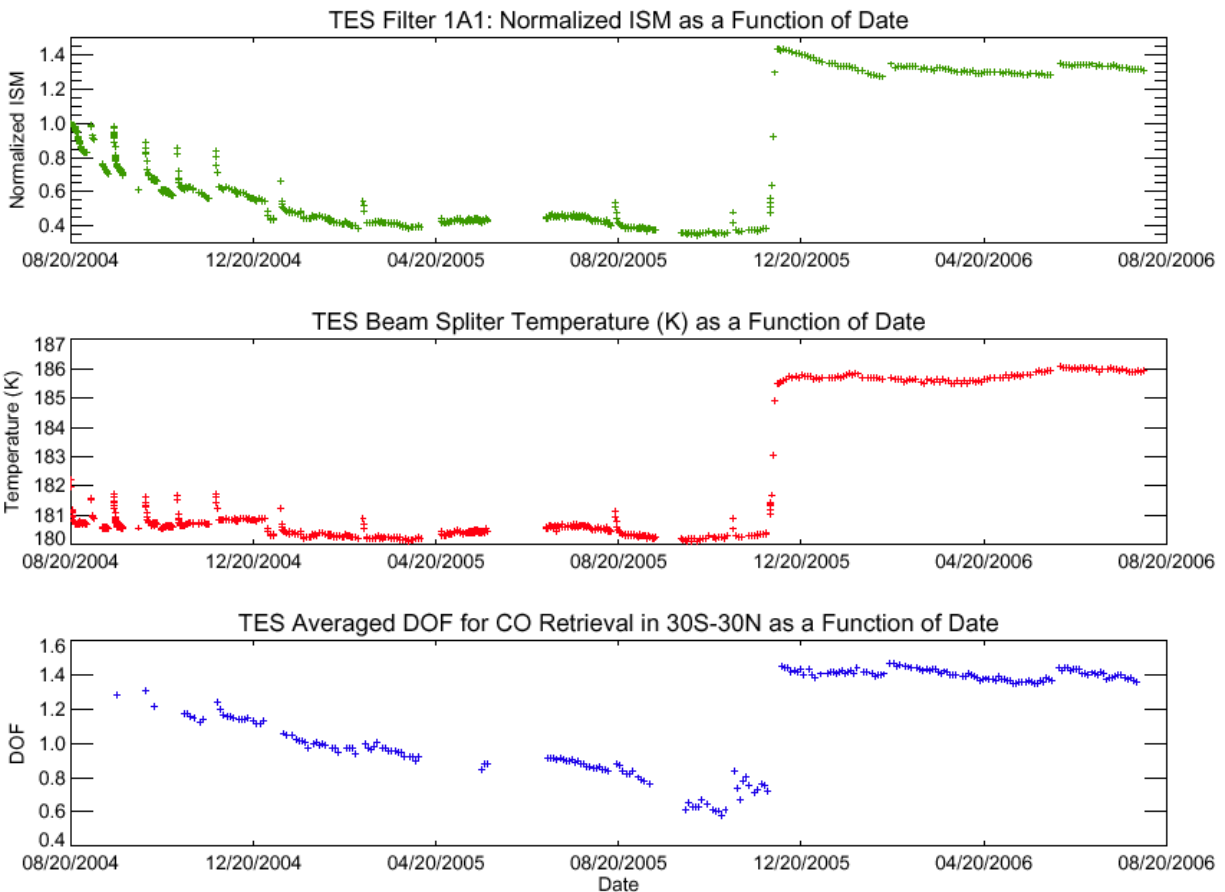 TES Filter 1A1: Normalized ISM as a Function of Date
Normalized ISM
1.4
1.2
1.0
0.8
0.6
0.4
08/20/2004 12/20/2004 04/20/2005 08/20/2005 12/20/2005 04/20/2006 08/20/2006
TES Beam Spliter Temperature (K) as a Function of Date
Temperature (K)
187
186
185
184
183
182
181
180
08/20/2004 12/20/2004 04/20/2005 08/20/2005 12/20/2005 04/20/2006 08/20/2006
TES Averaged DOF for CO Retrieval in 30S-30N as a Function of Date
DOF
1.6
1.4
1.2
1.0
0.8
0.6
0.4
08/20/2004 12/20/2004 04/20/2005 08/20/2005 12/20/2005 04/20/2006 08/20/2006
Date